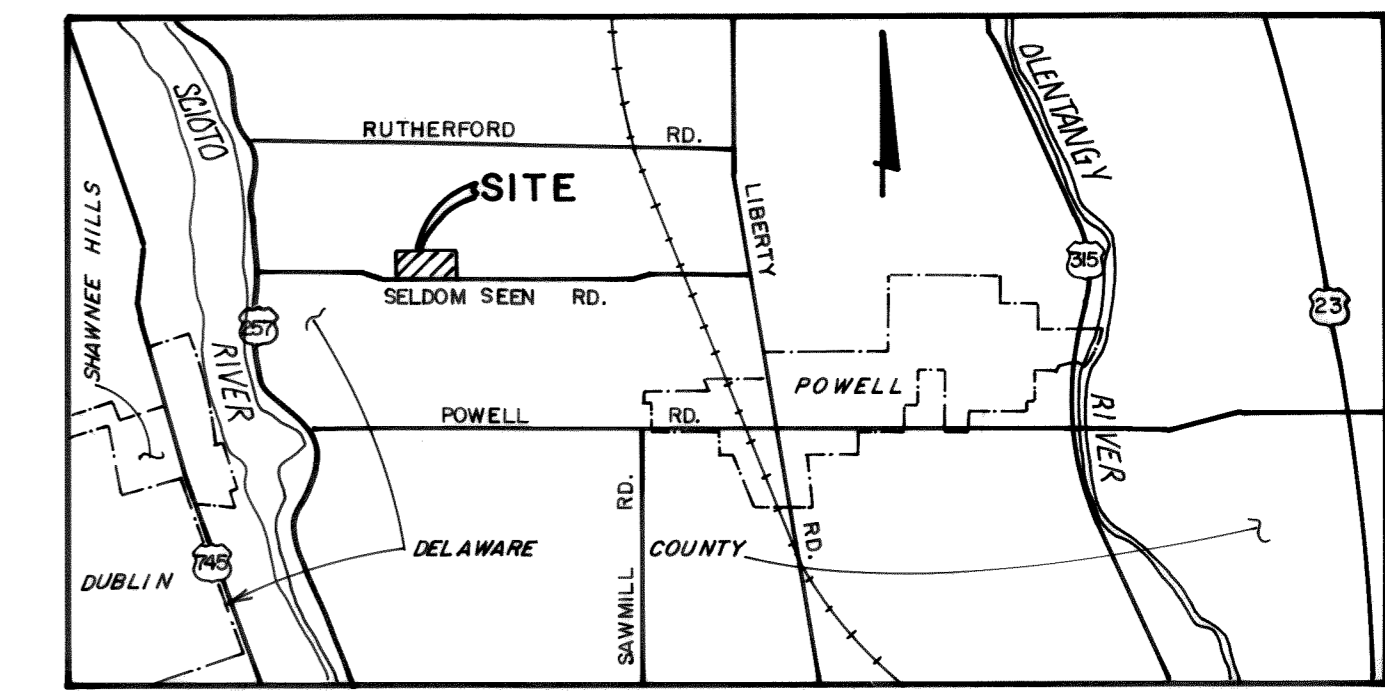 SCIOTO
RIVER
OLENTANGY
RIVER
RUTHERFORD RD.
SITE
SHAWNEE HILLS
LIBERTY
RD.
315
23
SELDOM SEEN RD.
257
POWELL
POWELL RD.
SAWMILL RD.
745
DUBLIN
DELAWARE COUNTY